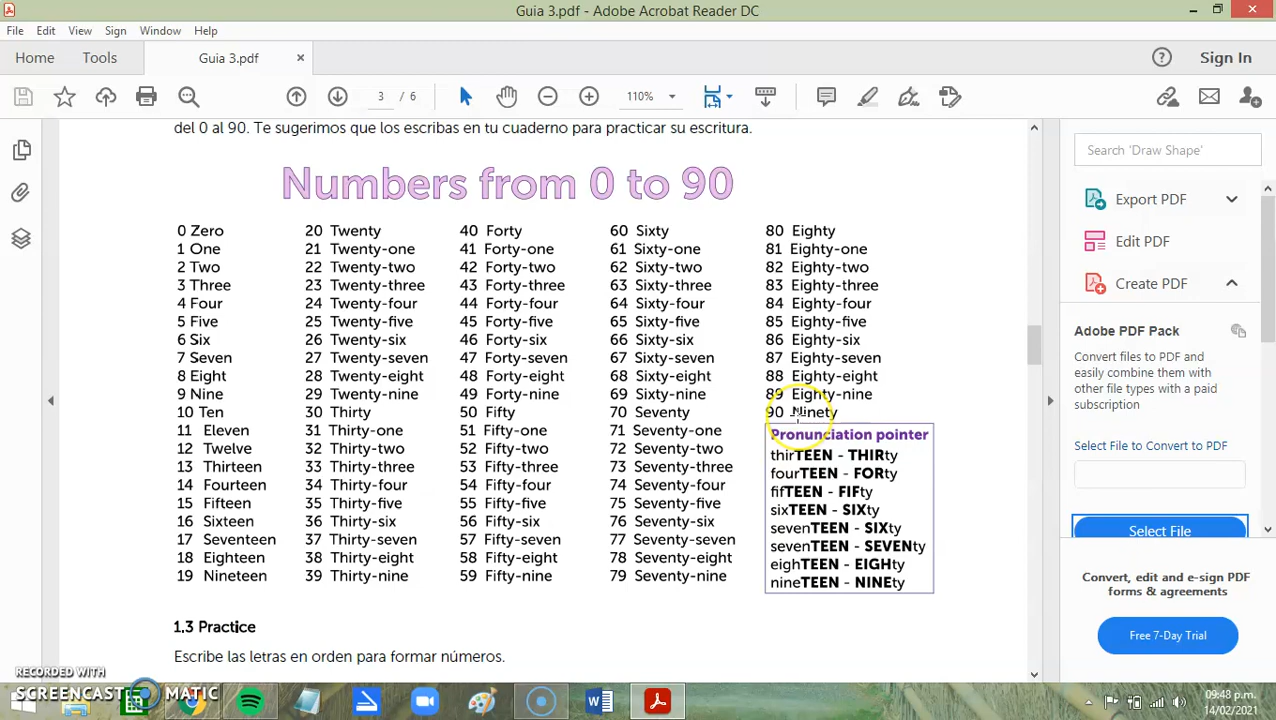 Guia 3.pdf - Adobe Acrobat Reader DC
File Edit View Sign Window Help
Home Tools Guia 3.pdf × Sign In
3 / 6 110%
del 0 al 90. Te sugerimos que los escribas en tu cuaderno para practicar su escritura.
Numbers from 0 to 90
0 Zero
1 One
2 Two
3 Three
4 Four
5 Five
6 Six
7 Seven
8 Eight
9 Nine
10 Ten
11 Eleven
12 Twelve
13 Thirteen
14 Fourteen
15 Fifteen
16 Sixteen
17 Seventeen
18 Eighteen
19 Nineteen
20 Twenty
21 Twenty-one
22 Twenty-two
23 Twenty-three
24 Twenty-four
25 Twenty-five
26 Twenty-six
27 Twenty-seven
28 Twenty-eight
29 Twenty-nine
30 Thirty
31 Thirty-one
32 Thirty-two
33 Thirty-three
34 Thirty-four
35 Thirty-five
36 Thirty-six
37 Thirty-seven
38 Thirty-eight
39 Thirty-nine
40 Forty
41 Forty-one
42 Forty-two
43 Forty-three
44 Forty-four
45 Forty-five
46 Forty-six
47 Forty-seven
48 Forty-eight
49 Forty-nine
50 Fifty
51 Fifty-one
52 Fifty-two
53 Fifty-three
54 Fifty-four
55 Fifty-five
56 Fifty-six
57 Fifty-seven
58 Fifty-eight
59 Fifty-nine
60 Sixty
61 Sixty-one
62 Sixty-two
63 Sixty-three
64 Sixty-four
65 Sixty-five
66 Sixty-six
67 Sixty-seven
68 Sixty-eight
69 Sixty-nine
70 Seventy
71 Seventy-one
72 Seventy-two
73 Seventy-three
74 Seventy-four
75 Seventy-five
76 Seventy-six
77 Seventy-seven
78 Seventy-eight
79 Seventy-nine
80 Eighty
81 Eighty-one
82 Eighty-two
83 Eighty-three
84 Eighty-four
85 Eighty-five
86 Eighty-six
87 Eighty-seven
88 Eighty-eight
89 Eighty-nine
90 Ninety
Pronunciation pointer
thirTEEN - THIRty
fourTEEN - FORty
fifTEEN - FIFty
sixTEEN - SIXty
sevenTEEN - SIXty
sevenTEEN - SEVENty
eighTEEN - EIGHty
nineTEEN - NINEty
1.3 Practice
Escribe las letras en orden para formar números.
Search 'Draw Shape'
Export PDF
Edit PDF
Create PDF
Adobe PDF Pack
Convert files to PDF and
easily combine them with
other file types with a paid
subscription
Select File to Convert to PDF
Select File
Convert, edit and e-sign PDF
forms & agreements
Free 7-Day Trial
RECORDED WITH
SCREENCAST MATIC
09:48 p.m.
14/02/2021